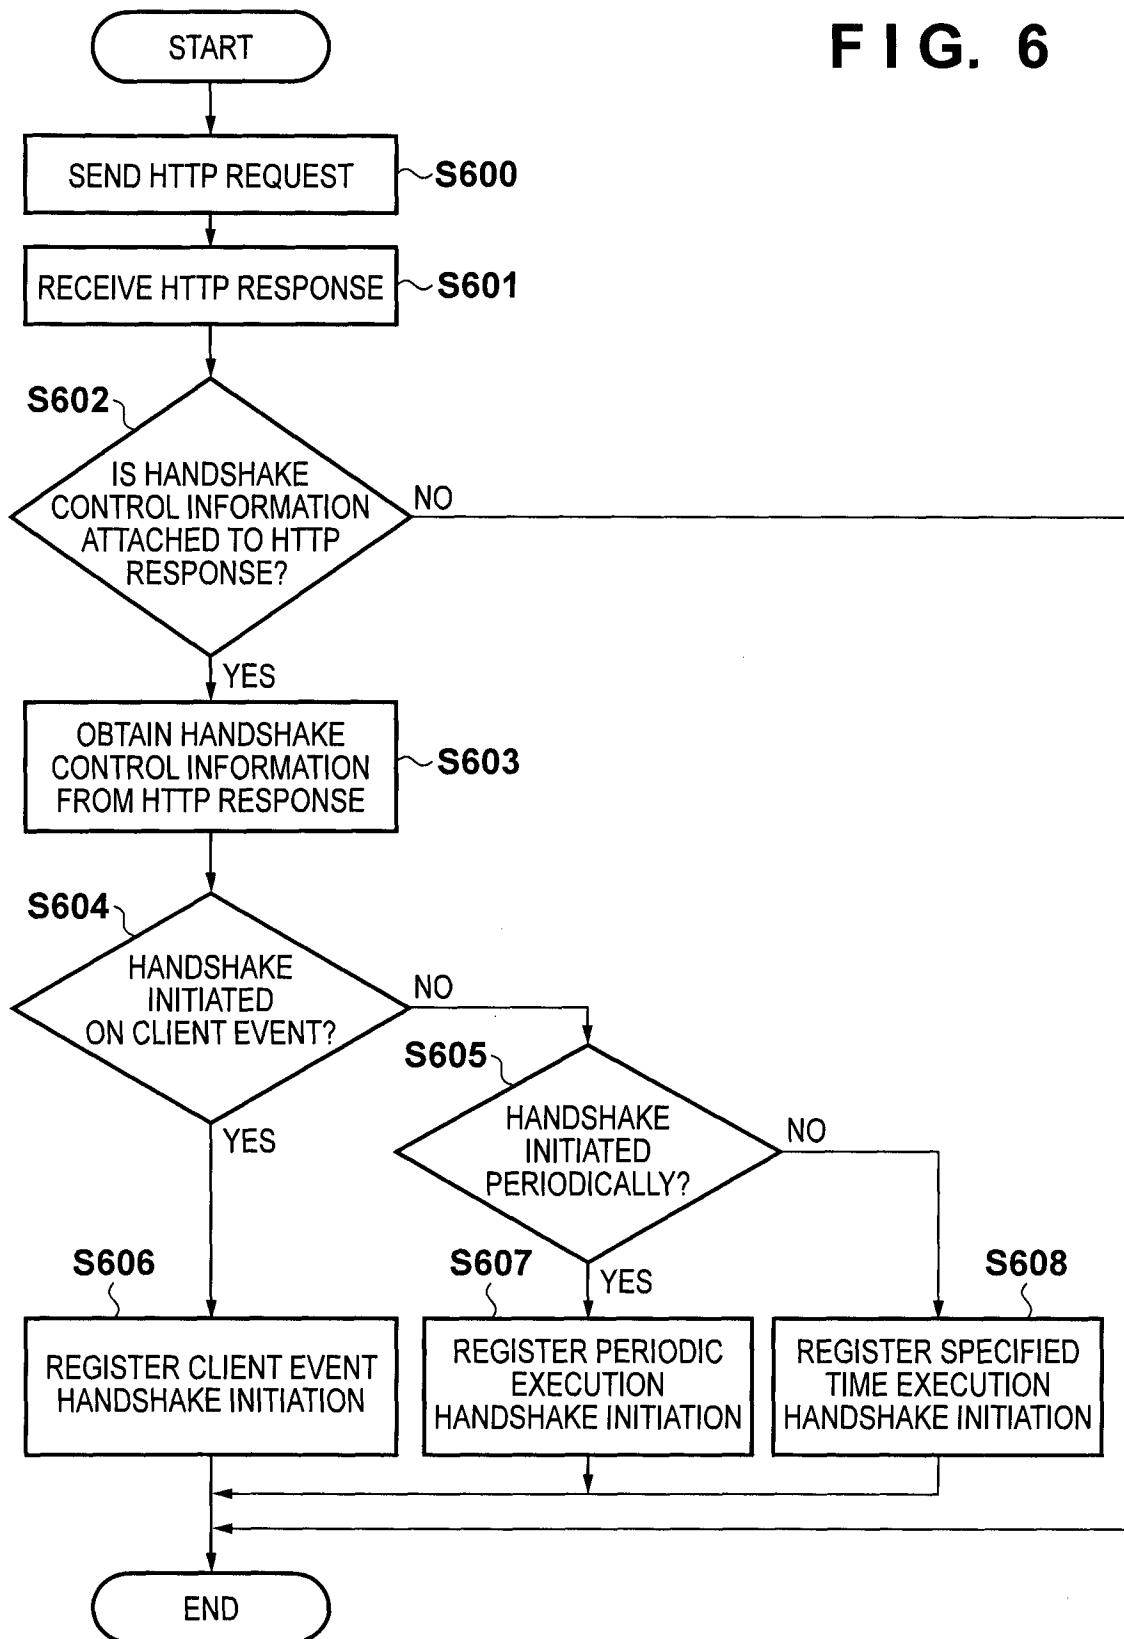 FIG. 6
START
SEND HTTP REQUEST
S600
RECEIVE HTTP RESPONSE
S601
S602
IS HANDSHAKE
CONTROL INFORMATION
ATTACHED TO HTTP
RESPONSE?
NO
YES
OBTAIN HANDSHAKE
CONTROL INFORMATION
FROM HTTP RESPONSE
S603
S604
HANDSHAKE
INITIATED
ON CLIENT EVENT?
NO
YES
S605
HANDSHAKE
INITIATED
PERIODICALLY?
NO
YES
S606
REGISTER CLIENT EVENT
HANDSHAKE INITIATION
S607
REGISTER PERIODIC
EXECUTION
HANDSHAKE INITIATION
S608
REGISTER SPECIFIED
TIME EXECUTION
HANDSHAKE INITIATION
END